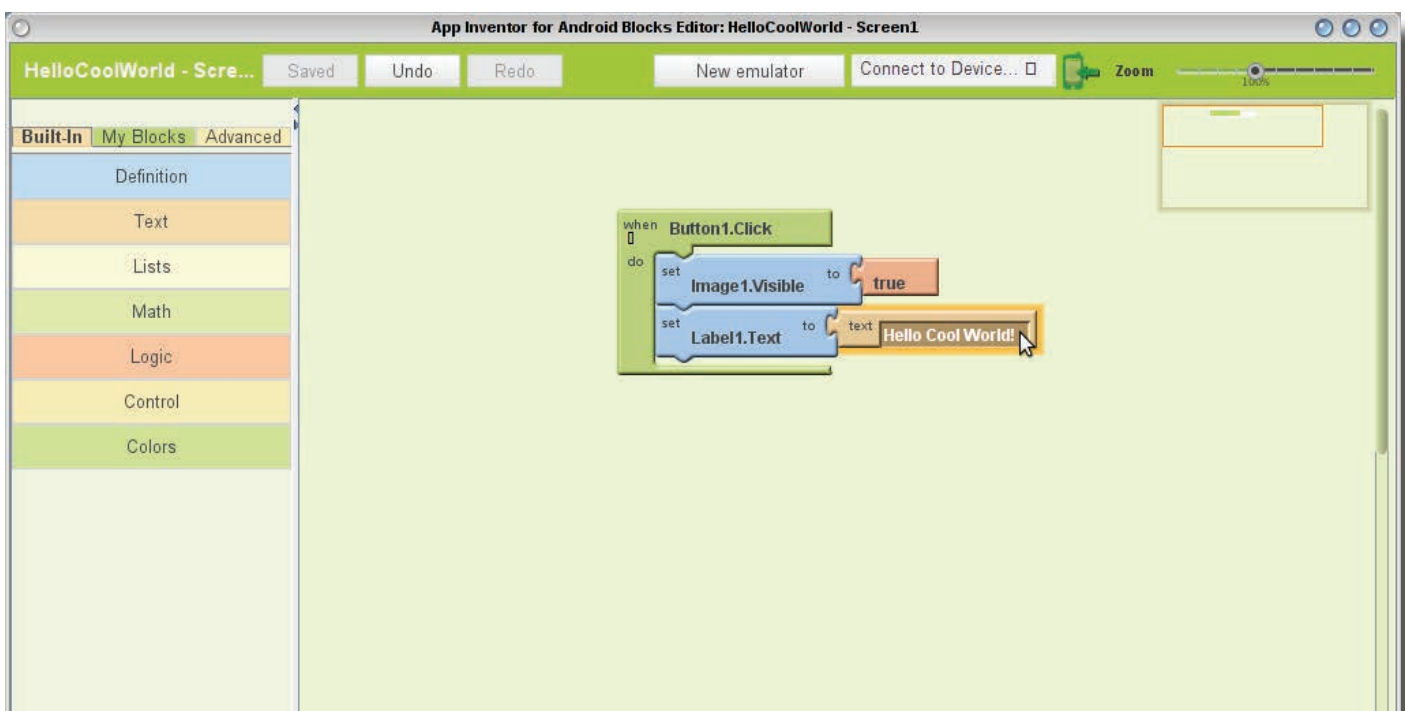 App Inventor for Android Blocks Editor: HelloCoolWorld - Screen1
HelloCoolWorld - Scre... Saved Undo Redo New emulator Connect to Device... Zoom
100%
Built-In My Blocks Advanced
Definition
Text
Lists
Math
Logic
Control
Colors
when Button1.Click
do
set Image1.Visible to true
set Label1.Text to text Hello Cool World!